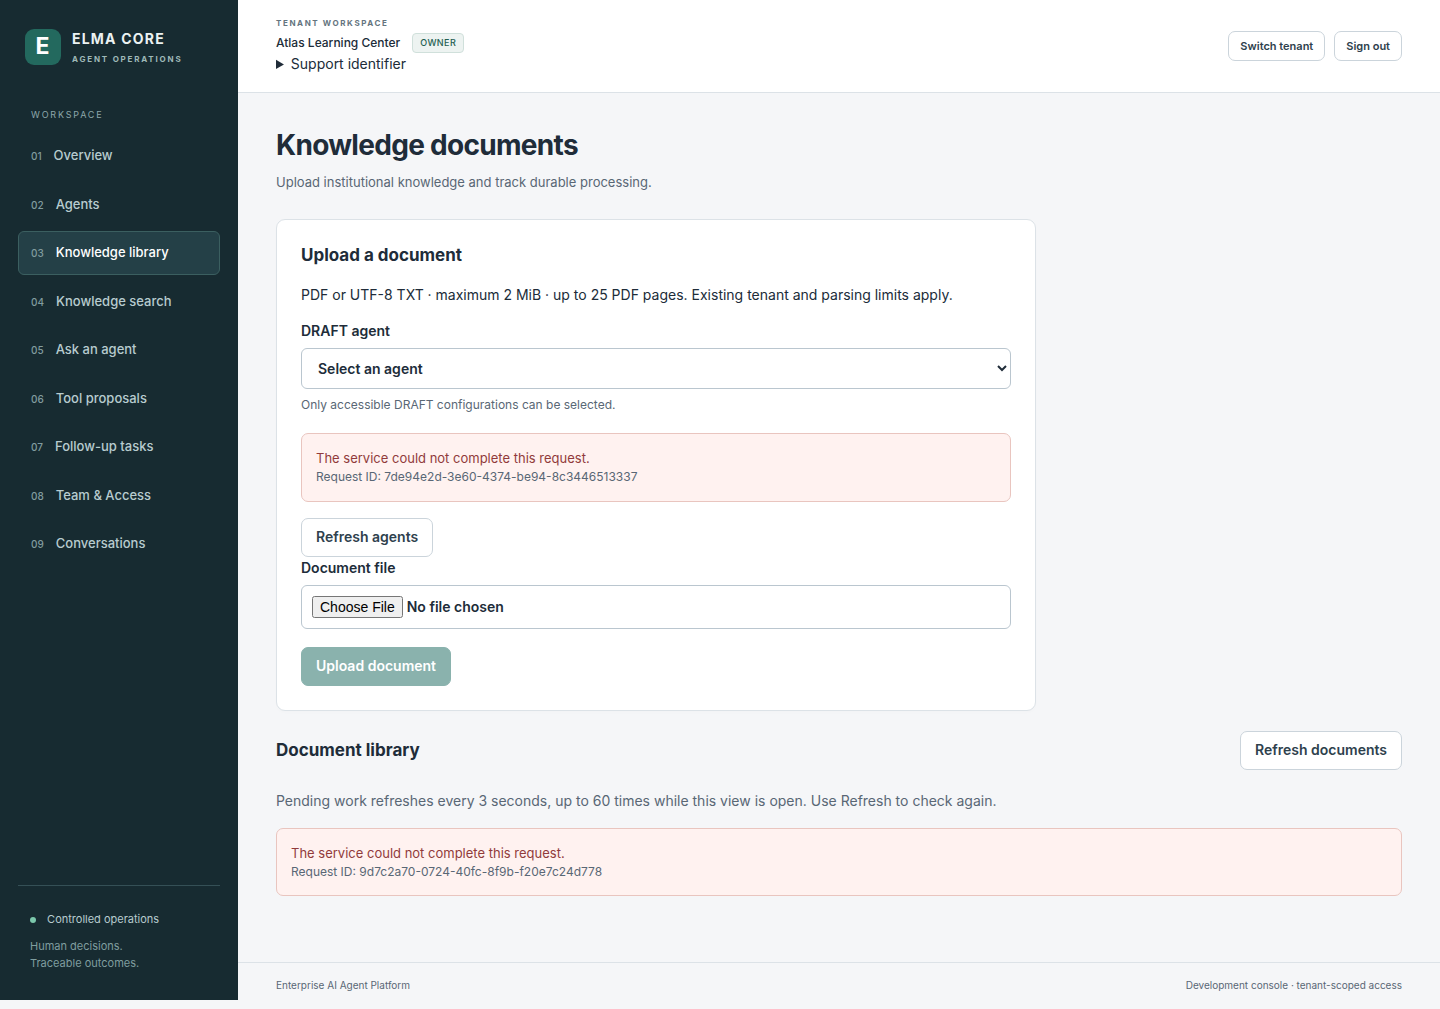 E
ELMA CORE
AGENT OPERATIONS
WORKSPACE
01 Overview
02 Agents
03 Knowledge library
04 Knowledge search
05 Ask an agent
06 Tool proposals
07 Follow-up tasks
08 Team & Access
09 Conversations
Controlled operations
Human decisions.
Traceable outcomes.
TENANT WORKSPACE
Atlas Learning Center OWNER
Support identifier
Switch tenant
Sign out
Knowledge documents
Upload institutional knowledge and track durable processing.
Upload a document
PDF or UTF-8 TXT · maximum 2 MiB · up to 25 PDF pages. Existing tenant and parsing limits apply.
DRAFT agent
Select an agent
Only accessible DRAFT configurations can be selected.
The service could not complete this request.
Request ID: 7de94e2d-3e60-4374-be94-8c3446513337
Refresh agents
Document file
Choose File No file chosen
Upload document
Document library
Refresh documents
Pending work refreshes every 3 seconds, up to 60 times while this view is open. Use Refresh to check again.
The service could not complete this request.
Request ID: 9d7c2a70-0724-40fc-8f9b-f20e7c24d778
Enterprise AI Agent Platform
Development console · tenant-scoped access